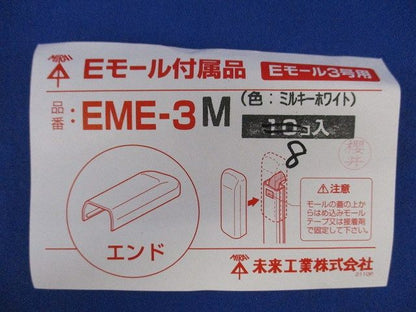 Eモール付属品 Eモール3号用
品番: EME-3M (色:ミルキーホワイト)
10コ入
8
櫻井
エンド
⚠注意
モールの蓋の上か
らはめ込みモール
テープ又は接着剤
で固定して下さい。
未来工業株式会社